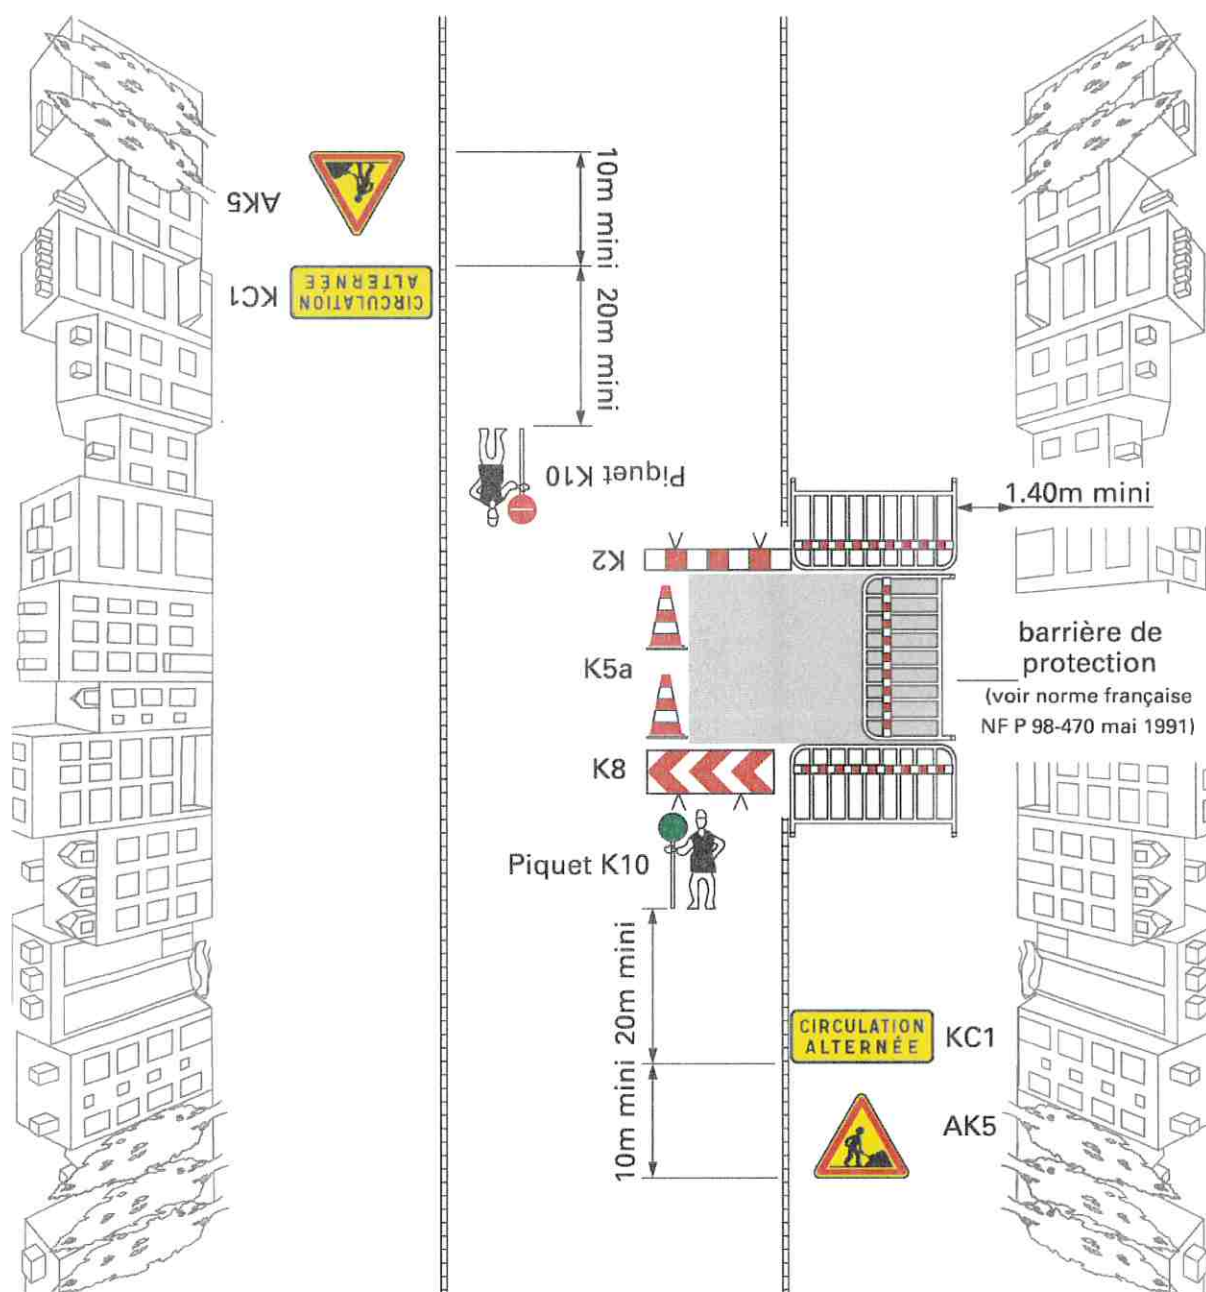 10m mini
AK5
CIRCULATION
ALTERNÉE
KC1
20m mini
Piquet K10
1.40m mini
K2
barrière de
protection
(voir norme française
NF P 98-470 mai 1991)
K5a
K8
Piquet K10
20m mini
CIRCULATION
ALTERNÉE
KC1
10m mini
AK5